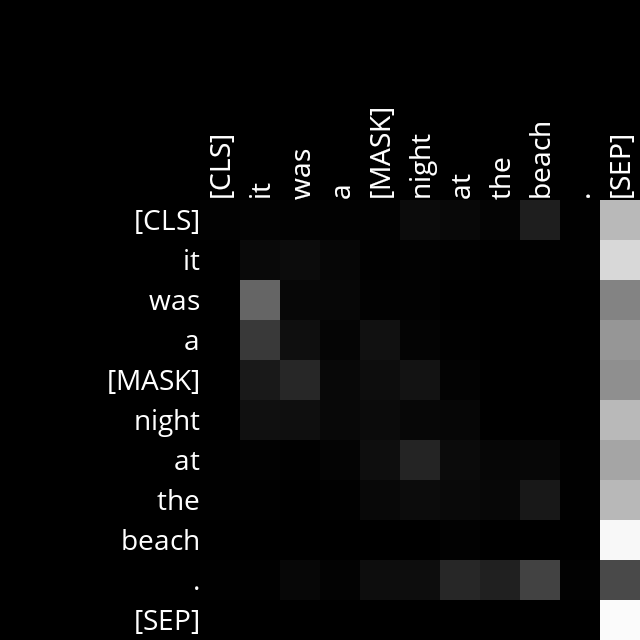 [CLS] it was a [MASK] night at the beach . [SEP]
[CLS]
it
was
a
[MASK]
night
at
the
beach
.
[SEP]